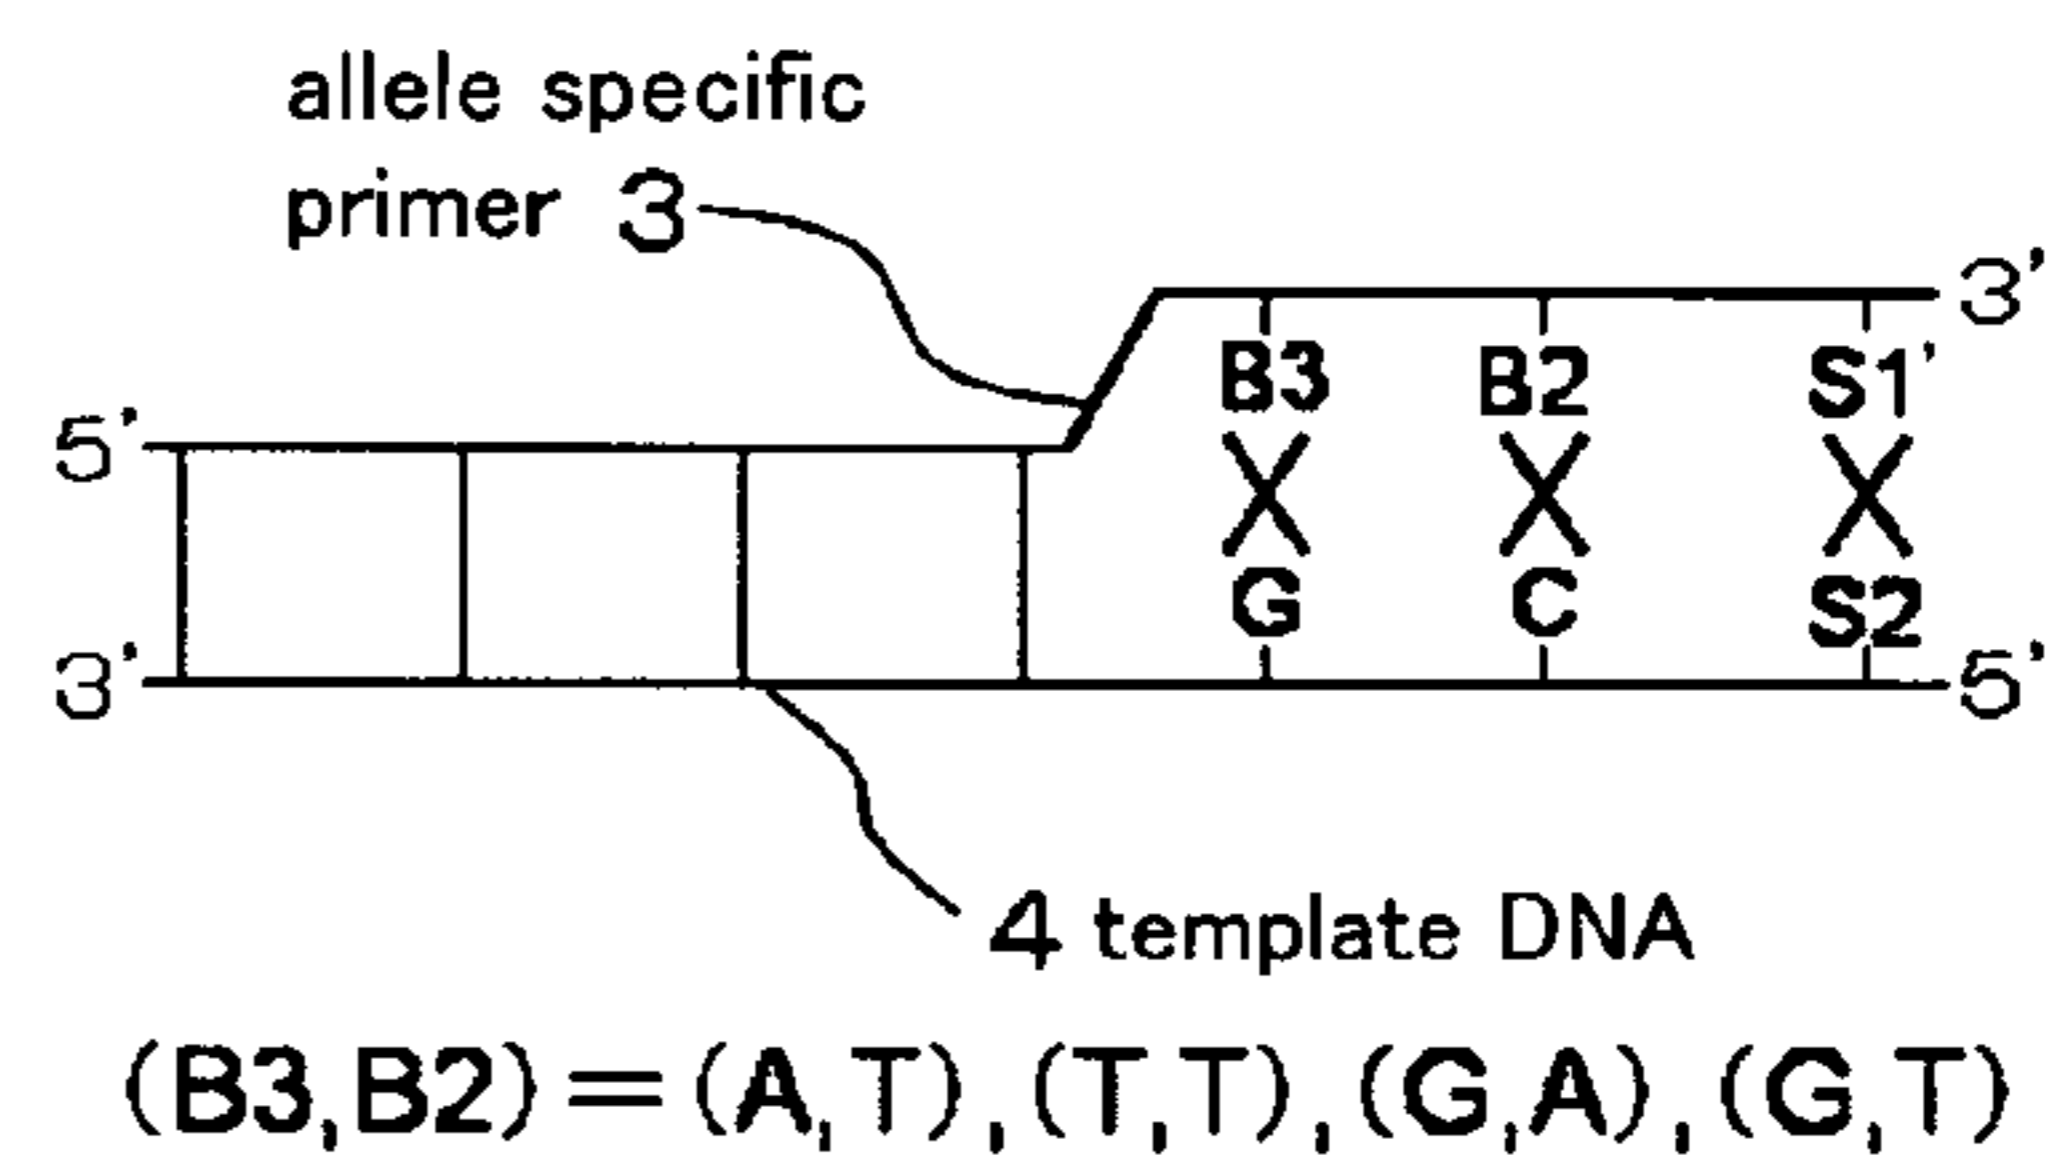 allele specific
primer 3
3'
B3 B2 S1'
5'
G C S2
3' 5'
4 template DNA
(B3,B2)=(A,T),(T,T),(G,A),(G,T)